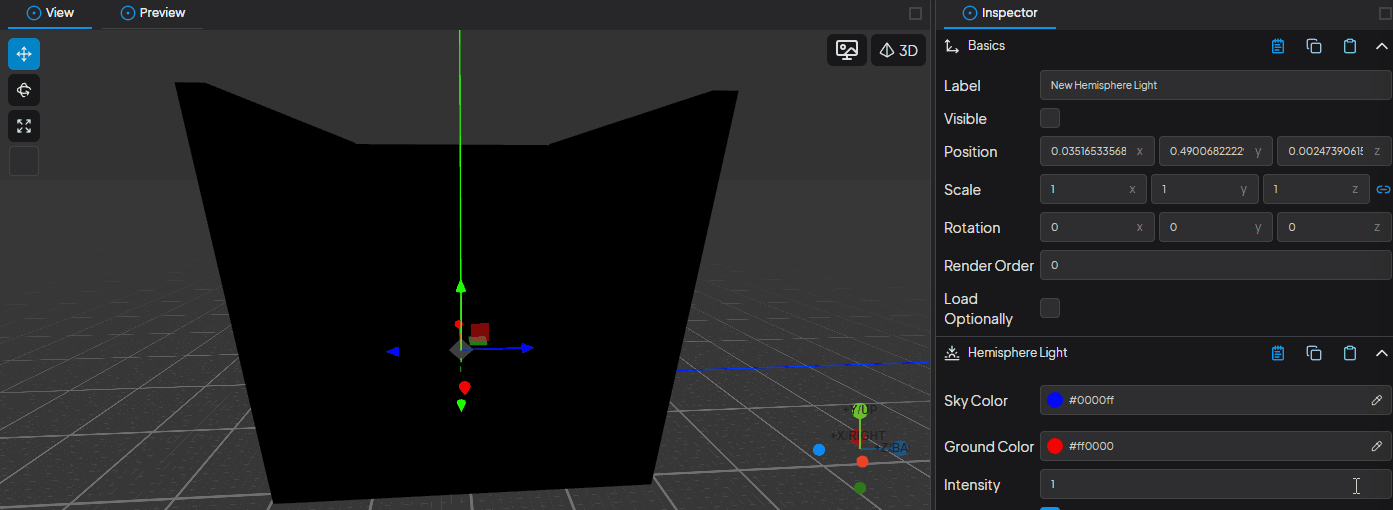 View
Preview
Inspector
3D
Basics
Label
New Hemisphere Light
Visible
Position
0.03516533568 x
0.49006822229 y
0.00247390615 z
Scale
1 x
1 y
1 z
Rotation
0 x
0 y
0 z
Render Order
0
Load
Optionally
Hemisphere Light
Sky Color
#0000ff
Ground Color
#ff0000
Intensity
1
+Y/UP
+X:RIGHT
+Z:BA